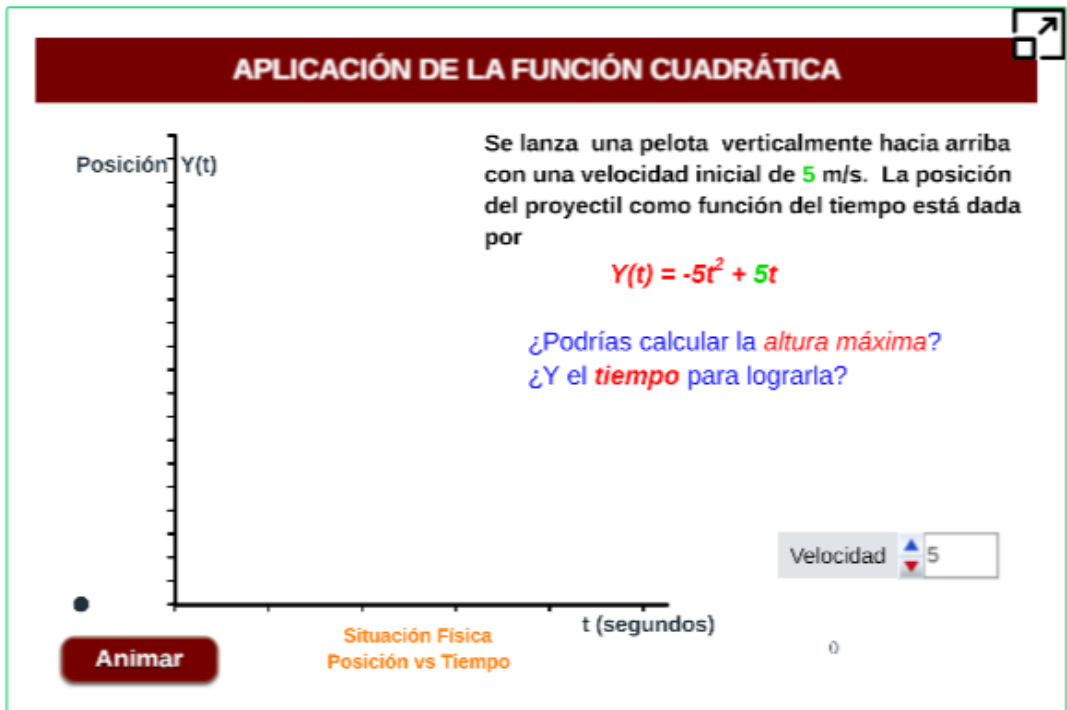 APLICACIÓN DE LA FUNCIÓN CUADRÁTICA
Posición Y(t)
Se lanza una pelota verticalmente hacia arriba
con una velocidad inicial de 5 m/s. La posición
del proyectil como función del tiempo está dada
por
Y(t) = -5t² + 5t
¿Podrías calcular la altura máxima?
¿Y el tiempo para lograrla?
Velocidad 5
t (segundos)
Situación Física
Posición vs Tiempo
Animar
0